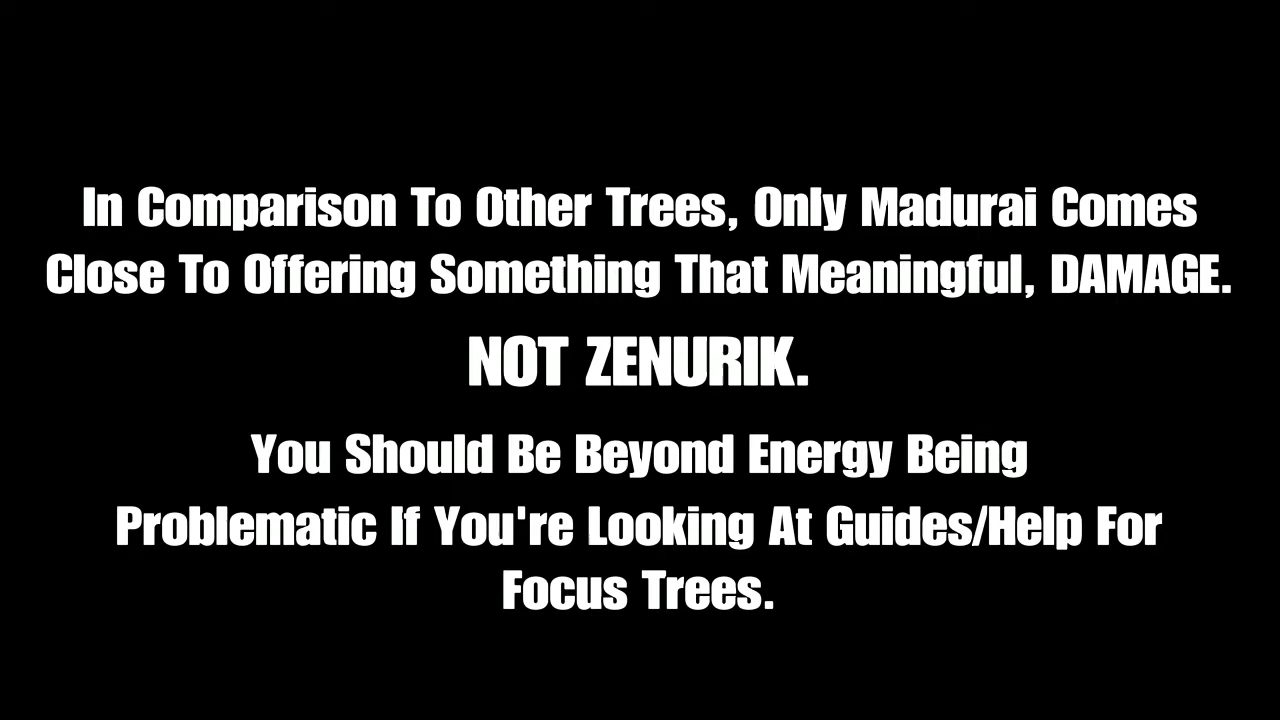 In Comparison To Other Trees, Only Madurai Comes
Close To Offering Something That Meaningful, DAMAGE.
NOT ZENURIK.
You Should Be Beyond Energy Being
Problematic If You're Looking At Guides/Help For
Focus Trees.